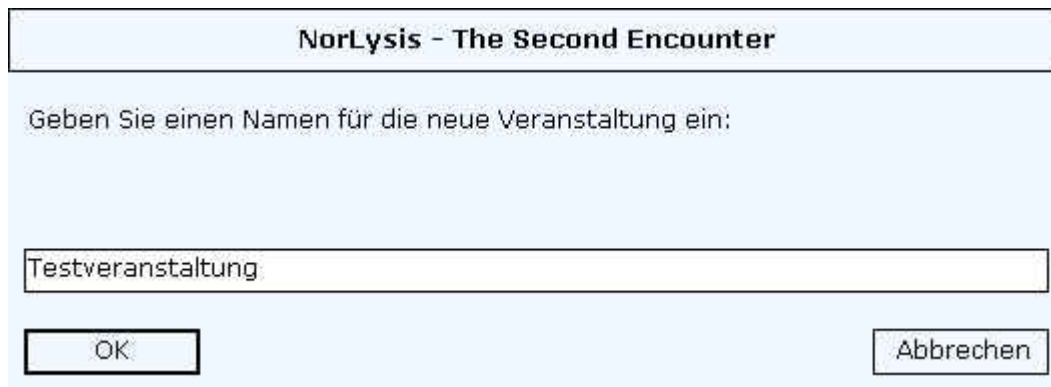 NorLysis - The Second Encounter
Geben Sie einen Namen für die neue Veranstaltung ein:
Testveranstaltung
OK Abbrechen